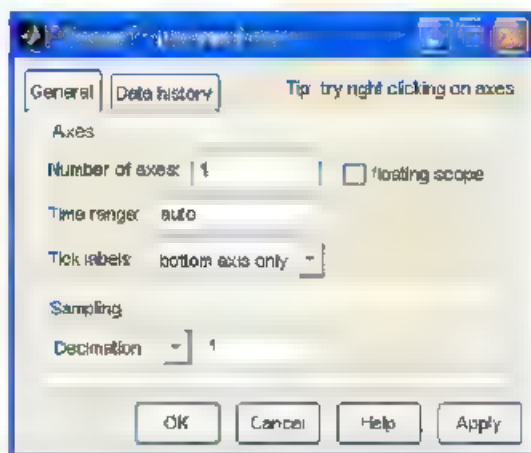 General Data history Tip: try right clicking on axes
Axes
Number of axes: 1 floating scope
Time range: auto
Tick labels: bottom axis only
Sampling
Decimation 1
OK Cancel Help Apply